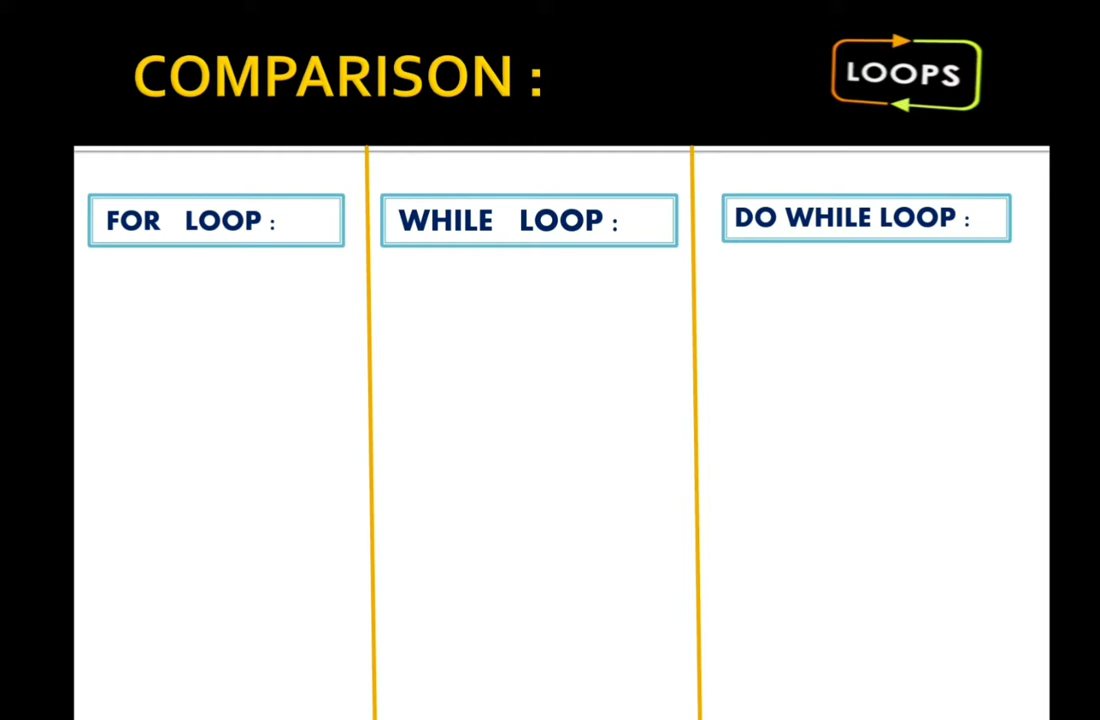 COMPARISON :
LOOPS
FOR LOOP :
WHILE LOOP :
DO WHILE LOOP :